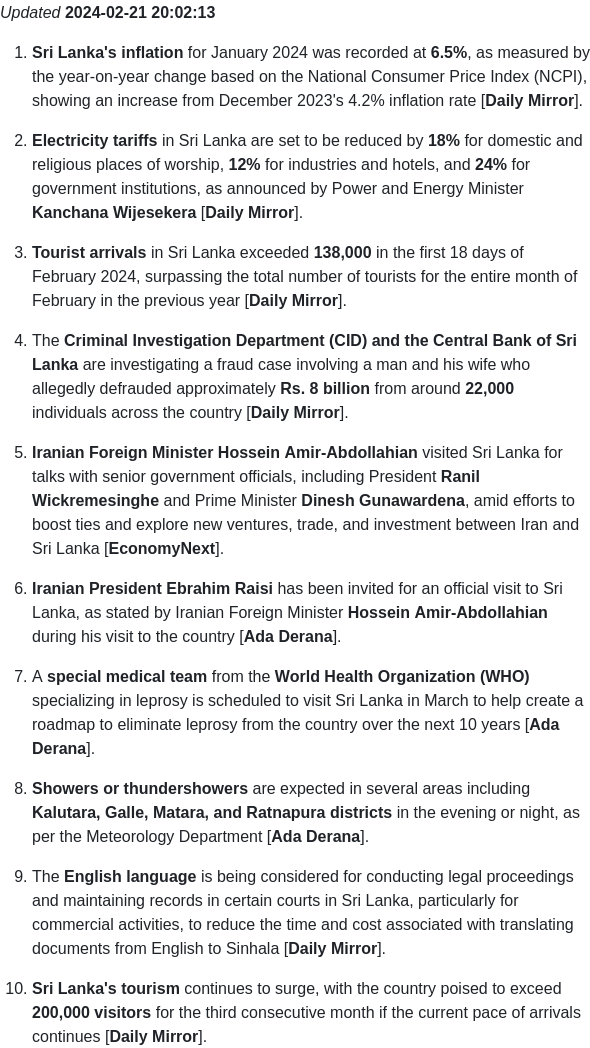 Updated 2024-02-21 20:02:13
1. Sri Lanka's inflation for January 2024 was recorded at 6.5%, as measured by
the year-on-year change based on the National Consumer Price Index (NCPI),
showing an increase from December 2023's 4.2% inflation rate [Daily Mirror].
2. Electricity tariffs in Sri Lanka are set to be reduced by 18% for domestic and
religious places of worship, 12% for industries and hotels, and 24% for
government institutions, as announced by Power and Energy Minister
Kanchana Wijesekera [Daily Mirror].
3. Tourist arrivals in Sri Lanka exceeded 138,000 in the first 18 days of
February 2024, surpassing the total number of tourists for the entire month of
February in the previous year [Daily Mirror].
4. The Criminal Investigation Department (CID) and the Central Bank of Sri
Lanka are investigating a fraud case involving a man and his wife who
allegedly defrauded approximately Rs. 8 billion from around 22,000
individuals across the country [Daily Mirror].
5. Iranian Foreign Minister Hossein Amir-Abdollahian visited Sri Lanka for
talks with senior government officials, including President Ranil
Wickremesinghe and Prime Minister Dinesh Gunawardena, amid efforts to
boost ties and explore new ventures, trade, and investment between Iran and
Sri Lanka [EconomyNext].
6. Iranian President Ebrahim Raisi has been invited for an official visit to Sri
Lanka, as stated by Iranian Foreign Minister Hossein Amir-Abdollahian
during his visit to the country [Ada Derana].
7. A special medical team from the World Health Organization (WHO)
specializing in leprosy is scheduled to visit Sri Lanka in March to help create a
roadmap to eliminate leprosy from the country over the next 10 years [Ada
Derana].
8. Showers or thundershowers are expected in several areas including
Kalutara, Galle, Matara, and Ratnapura districts in the evening or night, as
per the Meteorology Department [Ada Derana].
9. The English language is being considered for conducting legal proceedings
and maintaining records in certain courts in Sri Lanka, particularly for
commercial activities, to reduce the time and cost associated with translating
documents from English to Sinhala [Daily Mirror].
10. Sri Lanka's tourism continues to surge, with the country poised to exceed
200,000 visitors for the third consecutive month if the current pace of arrivals
continues [Daily Mirror].